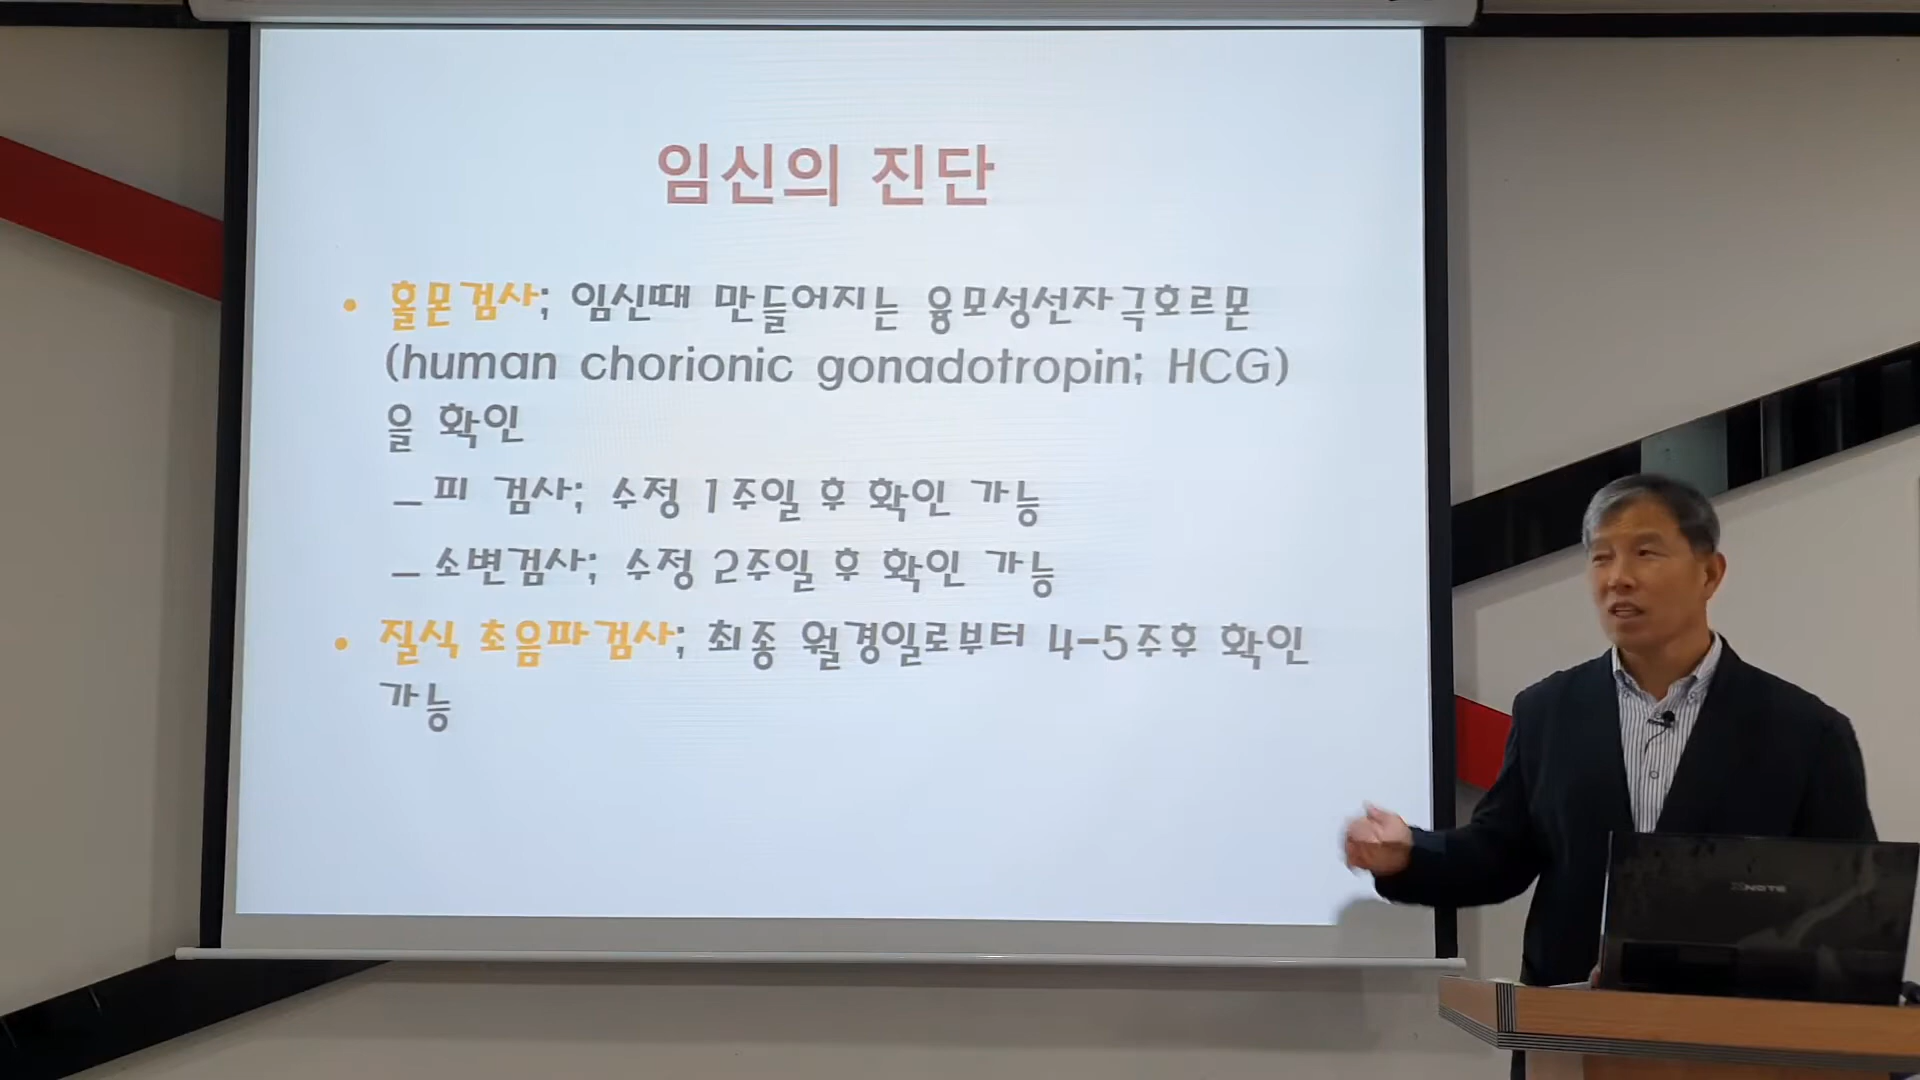 임신의 진단
• 홀몬검사; 임신때 만들어지는 융모성선자극호르몬
(human chorionic gonadotropin; HCG)
을 확인
– 피 검사; 수정 1주일 후 확인 가능
– 소변검사; 수정 2주일 후 확인 가능
• 질식 초음파검사; 최종 월경일로부터 4-5주후 확인
가능
XNOTE